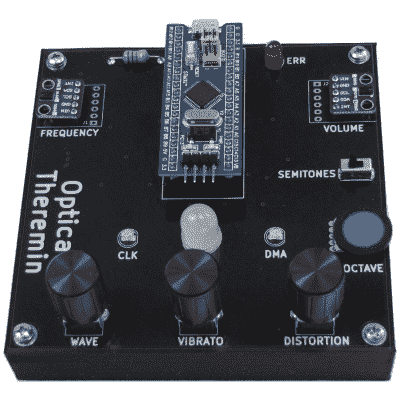 ERR
FREQUENCY
VOLUME
SEMITONES
Optical
Theremin
CLK
DMA
OCTAVE
WAVE
VIBRATO
DISTORTION